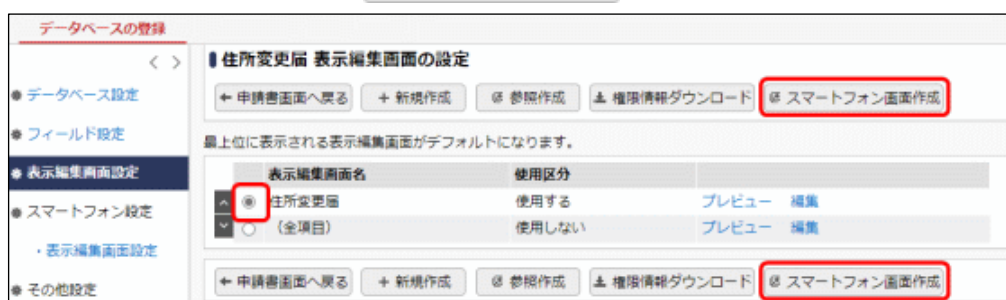 データベースの登録
< >
データベース設定
フィールド設定
表示編集画面設定
スマートフォン設定
・表示編集画面設定
その他設定
住所変更届 表示編集画面の設定
申請書画面へ戻る + 新規作成 参照作成 権限情報ダウンロード スマートフォン画面作成
最上位に表示される表示編集画面がデフォルトになります。
表示編集画面名 使用区分
住所変更届 使用する プレビュー 編集
(全項目) 使用しない プレビュー 編集
申請書画面へ戻る + 新規作成 参照作成 権限情報ダウンロード スマートフォン画面作成